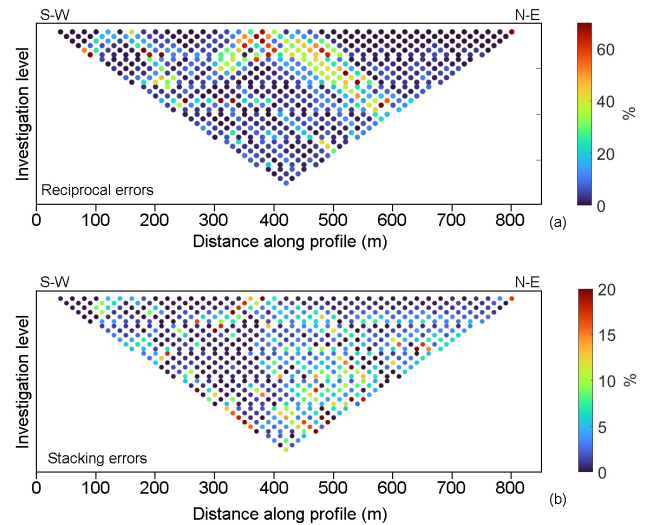 S-W
N-E
Investigation level
Reciprocal errors
0
100
200
300
400
500
600
700
800
Distance along profile (m)
60
40
20
0
%
(a)
S-W
N-E
Investigation level
Stacking errors
0
100
200
300
400
500
600
700
800
Distance along profile (m)
20
15
10
5
0
%
(b)